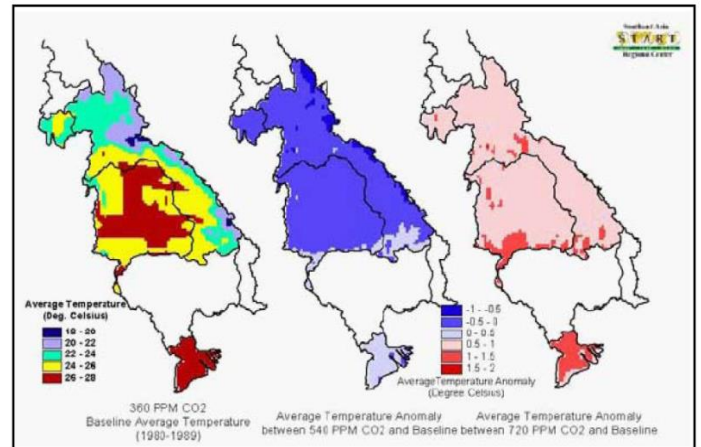 Southeast Asia
START
Regional Center
Average Temperature
(Deg. Celsius)
18 - 20
20 - 22
22 - 24
24 - 26
26 - 28
-1 - -0.5
-0.5 - 0
0 - 0.5
0.5 - 1
1 - 1.5
1.5 - 2
Average Temperature Anomaly
(Degree Celsius)
360 PPM CO2
Baseline Average Temperature
(1980-1989)
Average Temperature Anomaly
between 540 PPM CO2 and Baseline
Average Temperature Anomaly
between 720 PPM CO2 and Baseline